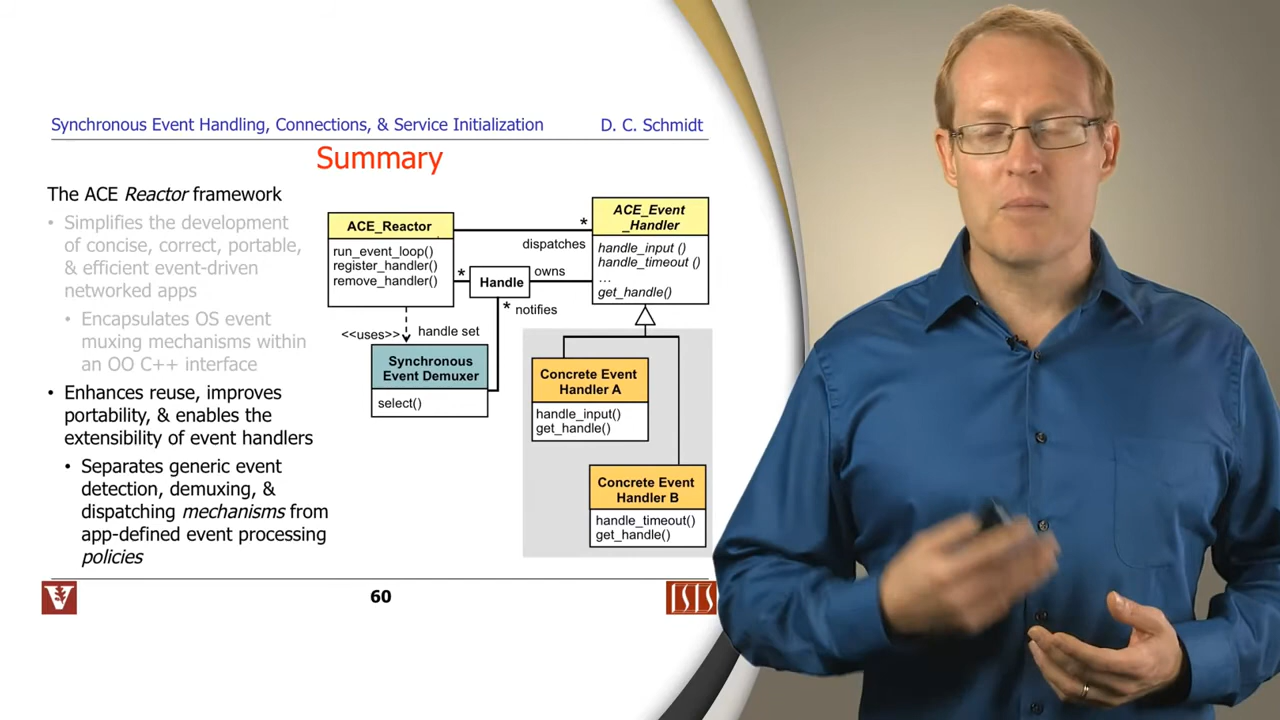 Synchronous Event Handling, Connections, & Service Initialization D. C. Schmidt
Summary
The ACE Reactor framework
• Simplifies the development
of concise, correct, portable,
& efficient event-driven
networked apps
• Encapsulates OS event
muxing mechanisms within
an OO C++ interface
• Enhances reuse, improves
portability, & enables the
extensibility of event handlers
• Separates generic event
detection, demuxing, &
dispatching mechanisms from
app-defined event processing
policies
ACE_Reactor
run_event_loop()
register_handler()
remove_handler()
*
dispatches
ACE_Event
_Handler
handle_input ()
handle_timeout ()
...
get_handle()
*
Handle
owns
* notifies
<<uses>>
handle set
Synchronous
Event Demuxer
select()
Concrete Event
Handler A
handle_input()
get_handle()
Concrete Event
Handler B
handle_timeout()
get_handle()
V
60
ISIS